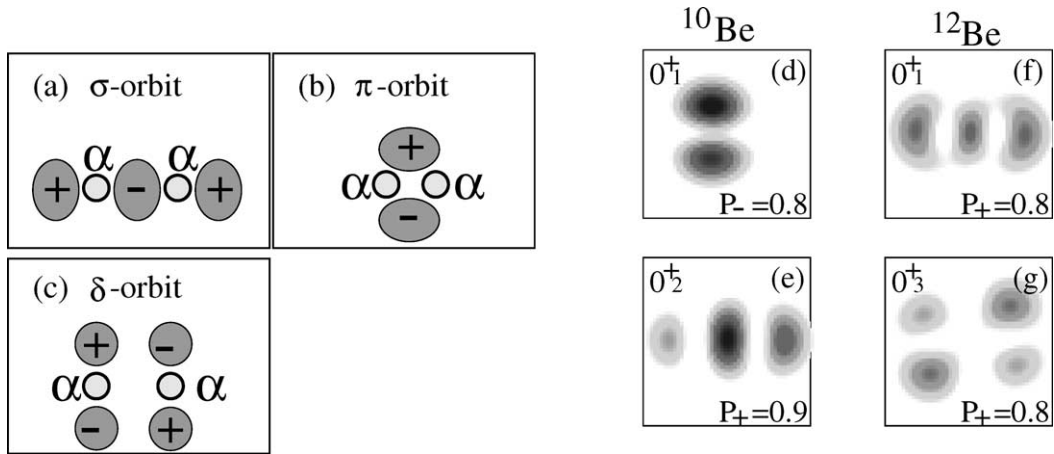 (a) σ-orbit
α α
+ - +
(b) π-orbit
+
α α
-
(c) δ-orbit
+ -
α α
- +
¹⁰Be
0⁺₁ (d)
P₋=0.8
0⁺₂ (e)
P₊=0.9
¹²Be
0⁺₁ (f)
P₊=0.8
0⁺₃ (g)
P₊=0.8